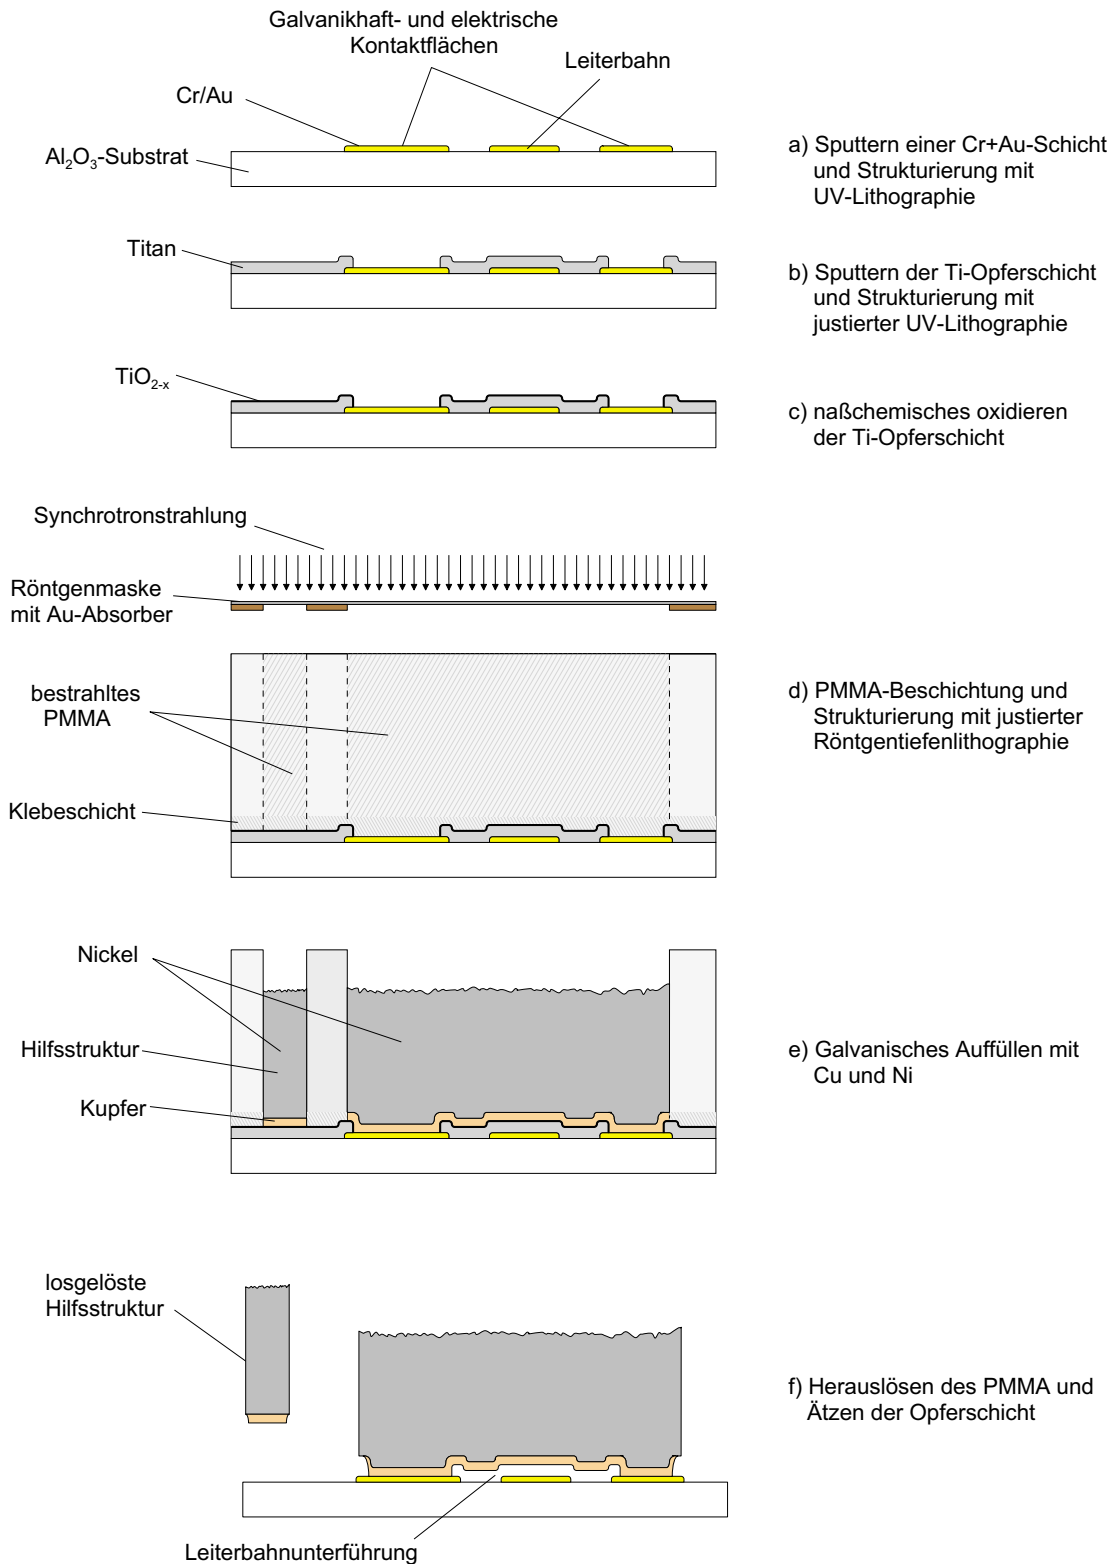 Galvanikhaft- und elektrische
Kontaktflächen
Leiterbahn
Cr/Au
Al₂O₃-Substrat
a) Sputtern einer Cr+Au-Schicht
und Strukturierung mit
UV-Lithographie
Titan
b) Sputtern der Ti-Opferschicht
und Strukturierung mit
justierter UV-Lithographie
TiO₂₋ₓ
c) naßchemisches oxidieren
der Ti-Opferschicht
Synchrotronstrahlung
Röntgenmaske
mit Au-Absorber
bestrahltes
PMMA
d) PMMA-Beschichtung und
Strukturierung mit justierter
Röntgentiefenlithographie
Klebeschicht
Nickel
Hilfsstruktur
e) Galvanisches Auffüllen mit
Cu und Ni
Kupfer
losgelöste
Hilfsstruktur
f) Herauslösen des PMMA und
Ätzen der Opferschicht
Leiterbahnunterführung